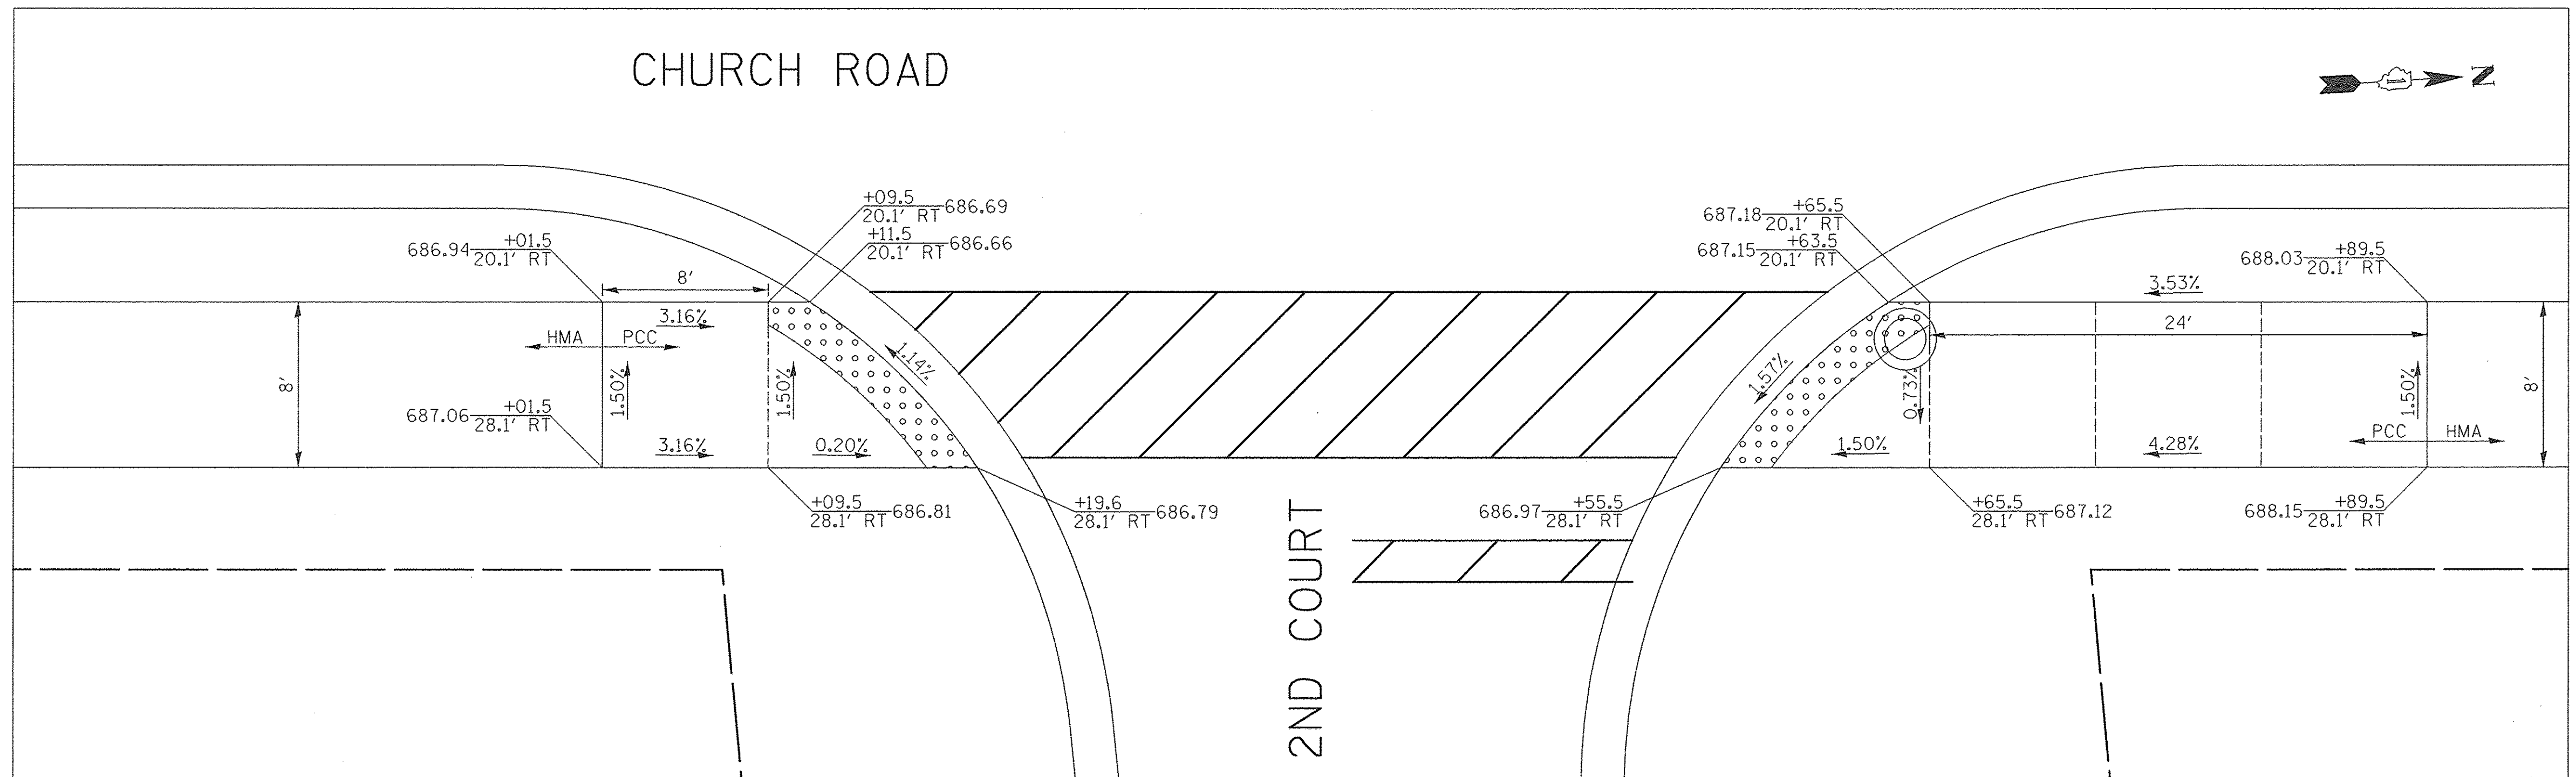 CHURCH ROAD
N
+09.5
20.1' RT 686.69
+11.5
20.1' RT 686.66
686.94 +01.5
20.1' RT
8'
3.16%
HMA PCC
8'
1.50%
1.50%
1.14%
687.06 +01.5
28.1' RT
3.16%
0.20%
+09.5
28.1' RT 686.81
+19.6
28.1' RT 686.79
2ND COURT
687.18 +65.5
20.1' RT
687.15 +63.5
20.1' RT
688.03 +89.5
20.1' RT
3.53%
24'
1.57%
0.73%
1.50%
8'
PCC HMA
1.50%
4.28%
686.97 +55.5
28.1' RT
+65.5
28.1' RT 687.12
688.15 +89.5
28.1' RT